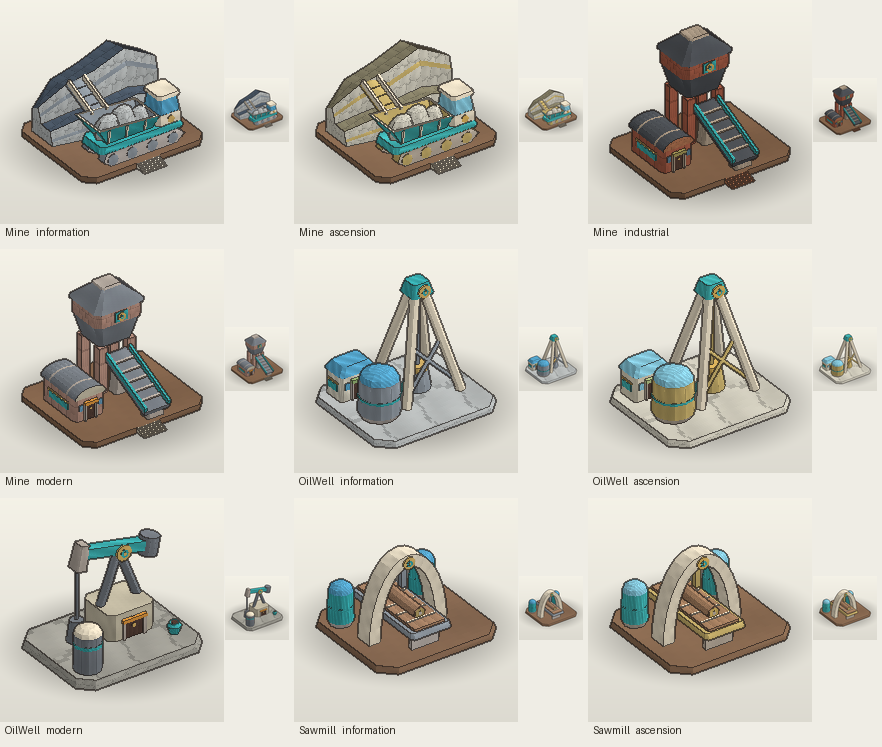 Mine information
Mine ascension
Mine industrial
Mine modern
OilWell information
OilWell ascension
OilWell modern
Sawmill information
Sawmill ascension